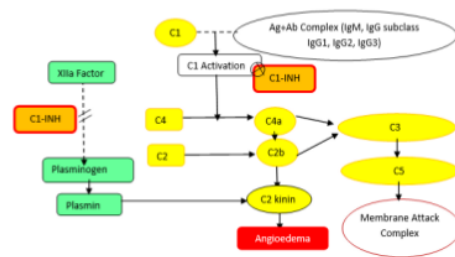 C1
Ag+Ab Complex (IgM, IgG subclass
IgG1, IgG2, IgG3)
XIIa Factor
C1 Activation
C1-INH
C1-INH
C4
C4a
C3
C2
C2b
Plasminogen
C5
Plasmin
C2 kinin
Membrane Attack
Complex
Angioedema